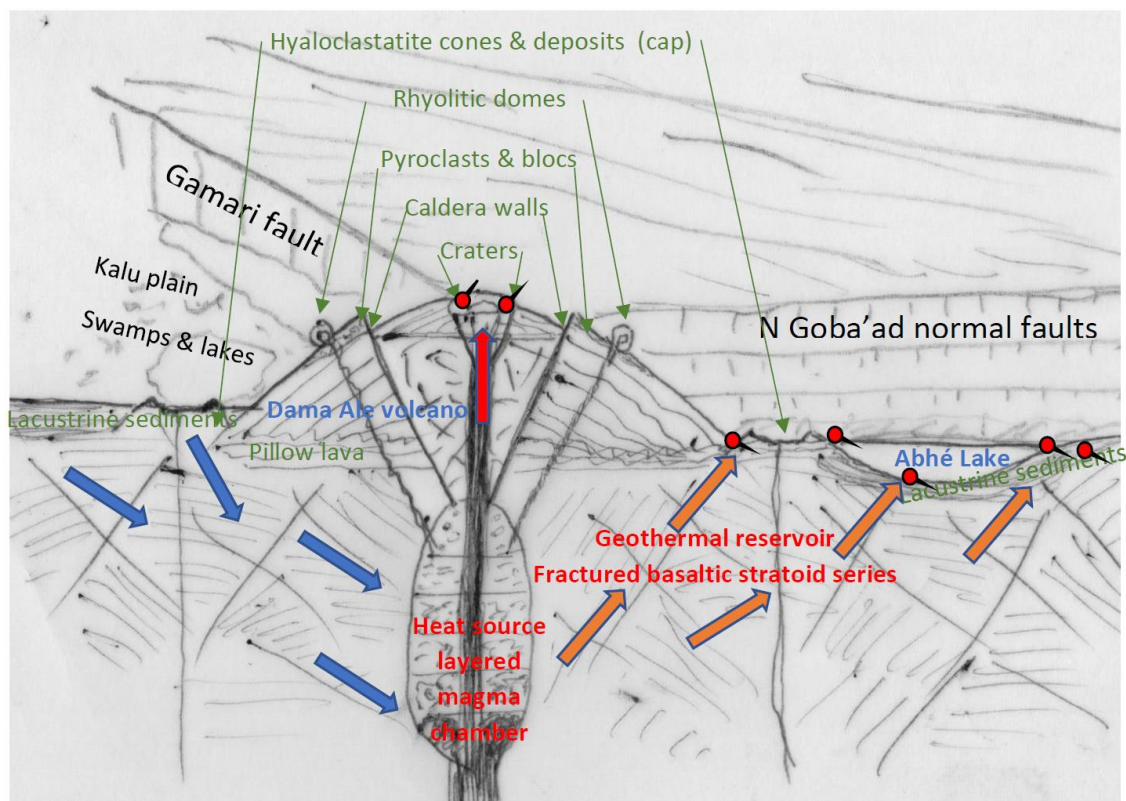 Hyaloclastatite cones & deposits (cap)
Rhyolitic domes
Pyroclasts & blocs
Caldera walls
Craters
Gamari fault
Kalu plain
Swamps & lakes
N Goba’ad normal faults
Lacustrine sediments
Dama Ale volcano
Pillow lava
Abhé Lake
Lacustrine sediments
Geothermal reservoir
Fractured basaltic stratoid series
Heat source
layered
magma
chamber